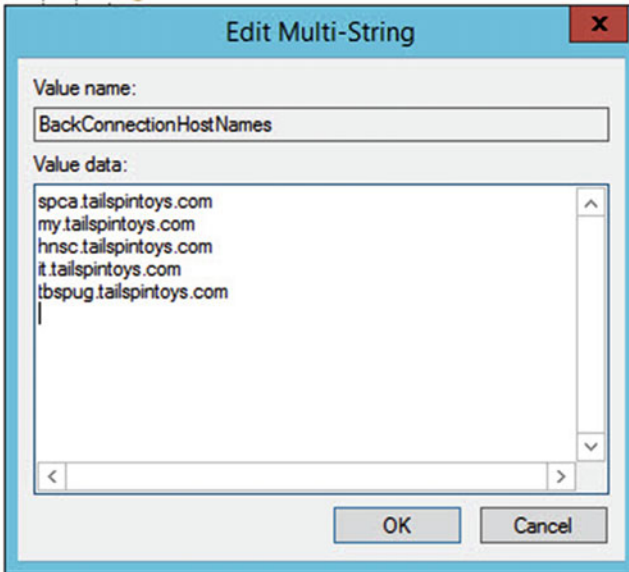 Edit Multi-String
x
Value name:
BackConnectionHostNames
Value data:
spca.tailspintoys.com
my.tailspintoys.com
hnsc.tailspintoys.com
it.tailspintoys.com
tbspug.tailspintoys.com
OK
Cancel